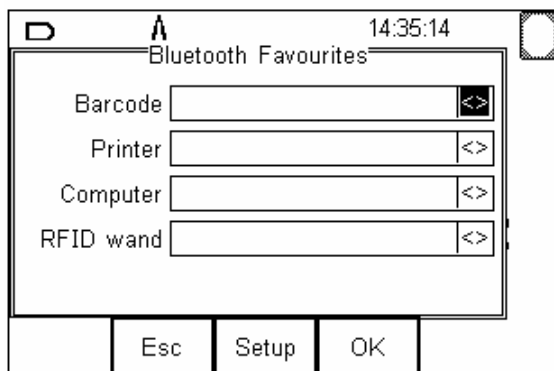 14:35:14
Bluetooth Favourites
Barcode <>
Printer <>
Computer <>
RFID wand <>
Esc Setup OK